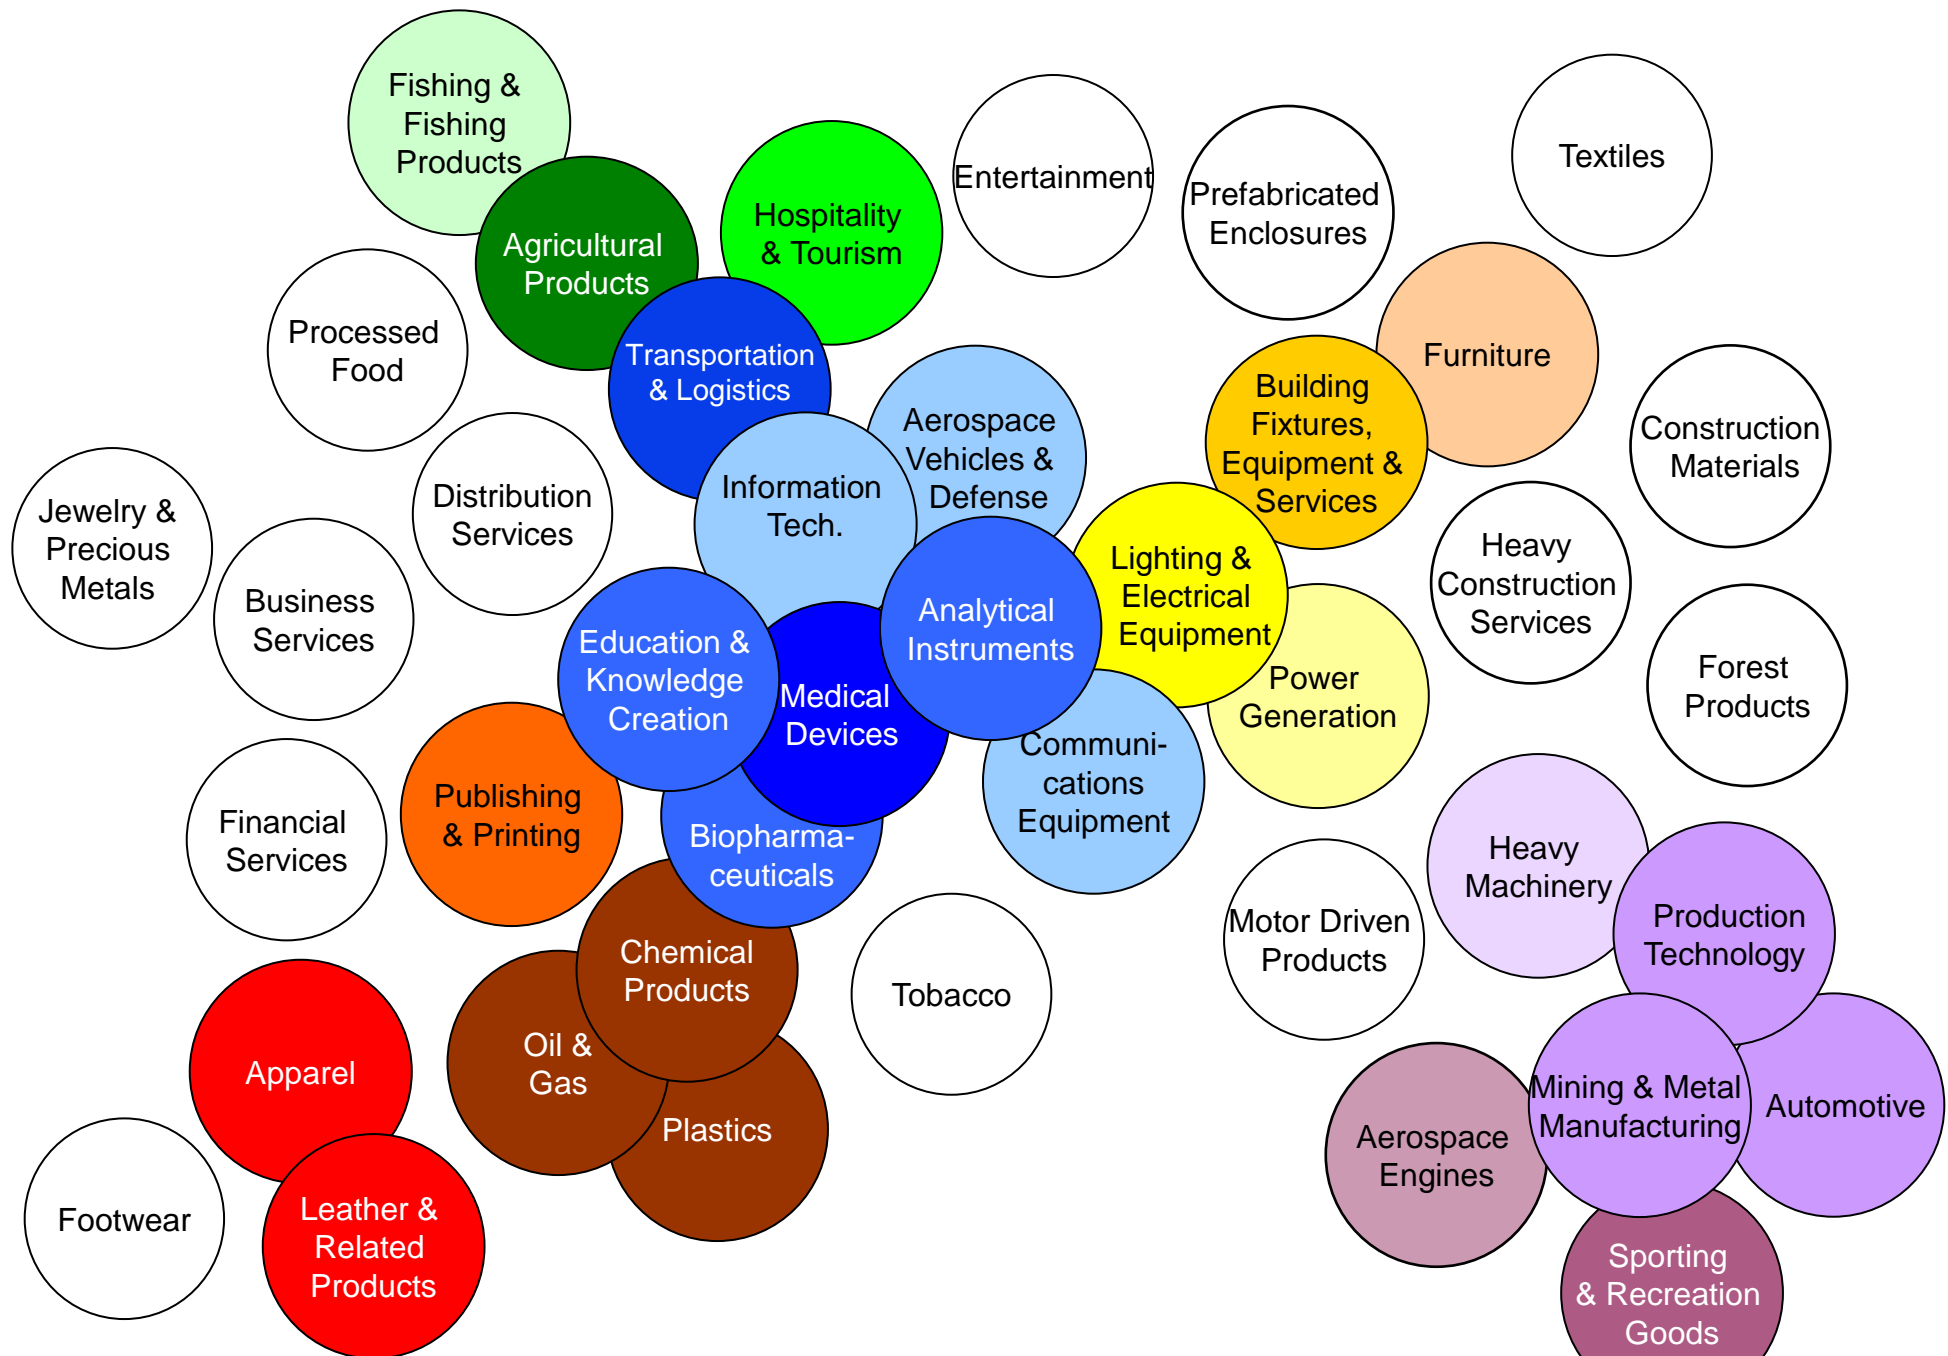 Fishing &
Fishing
Products
Agricultural
Products
Hospitality
& Tourism
Entertainment
Prefabricated
Enclosures
Textiles
Processed
Food
Transportation
& Logistics
Aerospace
Vehicles &
Defense
Building
Fixtures,
Equipment &
Services
Furniture
Construction
Materials
Jewelry &
Precious
Metals
Distribution
Services
Information
Tech.
Business
Services
Education &
Knowledge
Creation
Medical
Devices
Analytical
Instruments
Lighting &
Electrical
Equipment
Heavy
Construction
Services
Power
Generation
Forest
Products
Financial
Services
Publishing
& Printing
Biopharma-
ceuticals
Communi-
cations
Equipment
Heavy
Machinery
Production
Technology
Motor Driven
Products
Chemical
Products
Tobacco
Apparel
Oil &
Gas
Plastics
Aerospace
Engines
Mining & Metal
Manufacturing
Automotive
Footwear
Leather &
Related
Products
Sporting
& Recreation
Goods